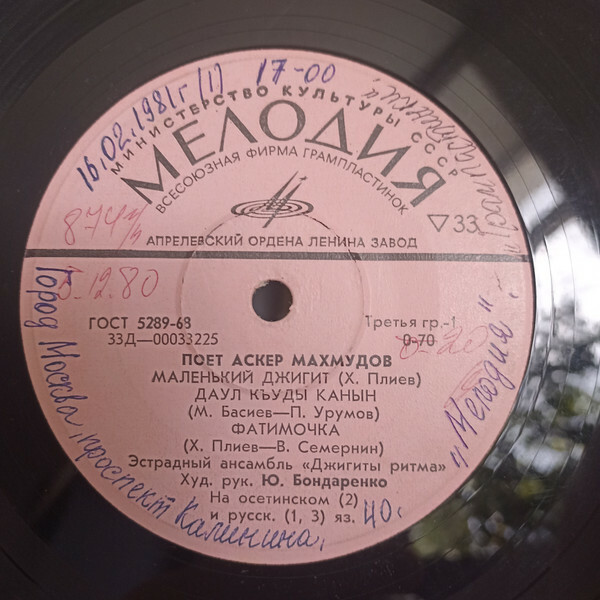 16.02.1981г (1) 17-00
МИНИСТЕРСТВО КУЛЬТУРЫ СССР
МЕЛОДИЯ
ВСЕСОЮЗНАЯ ФИРМА ГРАМПЛАСТИНОК
▽33
АПРЕЛЕВСКИЙ ОРДЕНА ЛЕНИНА ЗАВОД
5.12.80
ГОСТ 5289-68
Третья гр.-1
33Д—00033225
0-70
ПОЕТ АСКЕР МАХМУДОВ
МАЛЕНЬКИЙ ДЖИГИТ (Х. Плиев)
ДАУЛ КЪУДЫ КАНЫН
(М. Басиев—П. Урумов)
ФАТИМОЧКА
(Х. Плиев—В. Семернин)
Эстрадный ансамбль «Джигиты ритма»
Худ. рук. Ю. Бондаренко
На осетинском (2)
и русск. (1, 3) яз.
Город Москва, проспект Калинина,
40.
„Мелодия".